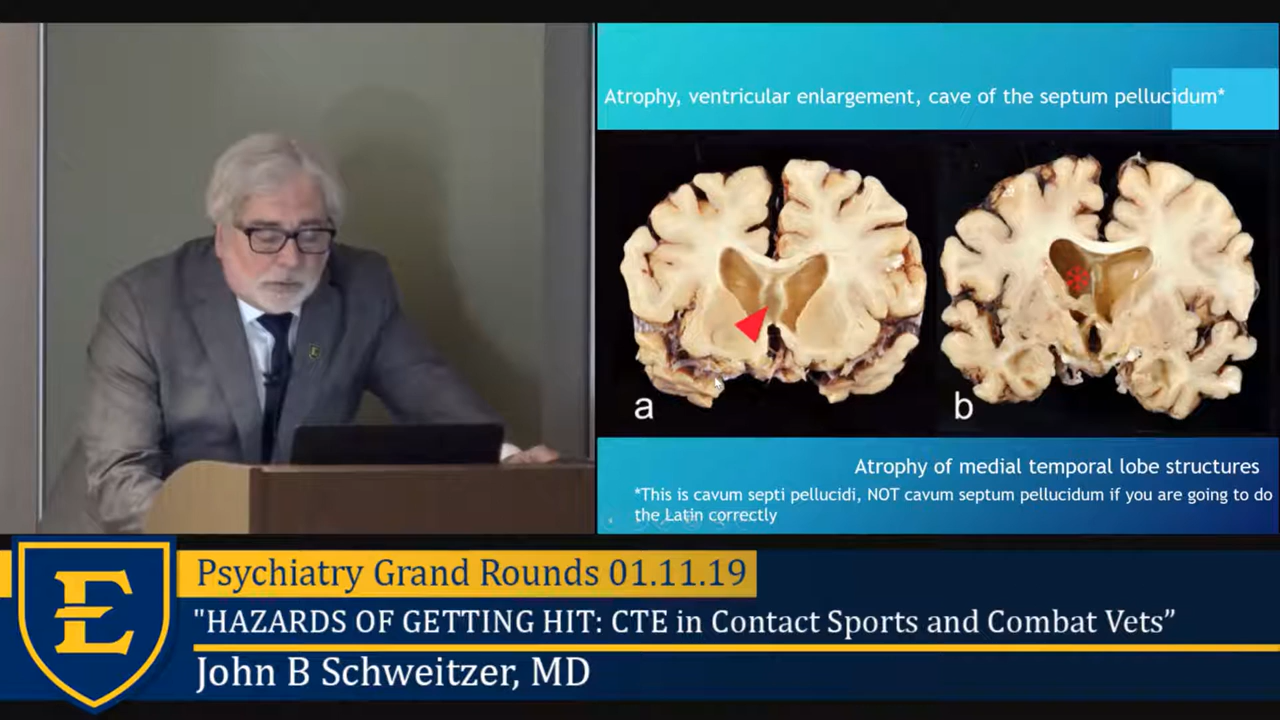 Atrophy, ventricular enlargement, cave of the septum pellucidum*
a
b
Atrophy of medial temporal lobe structures
*This is cavum septi pellucidi, NOT cavum septum pellucidum if you are going to do
the Latin correctly
E
Psychiatry Grand Rounds 01.11.19
"HAZARDS OF GETTING HIT: CTE in Contact Sports and Combat Vets”
John B Schweitzer, MD